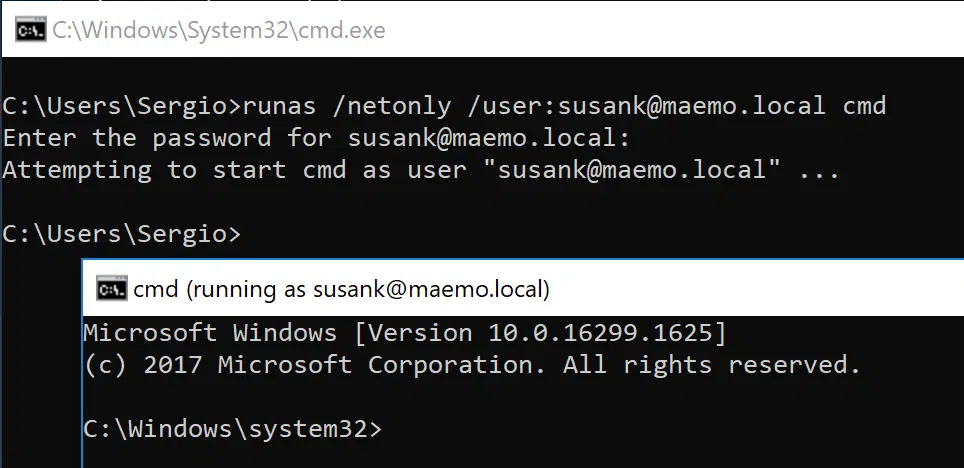 C:\Windows\System32\cmd.exe
C:\Users\Sergio>runas /netonly /user:susank@maemo.local cmd
Enter the password for susank@maemo.local:
Attempting to start cmd as user "susank@maemo.local" ...
C:\Users\Sergio>
cmd (running as susank@maemo.local)
Microsoft Windows [Version 10.0.16299.1625]
(c) 2017 Microsoft Corporation. All rights reserved.
C:\Windows\system32>